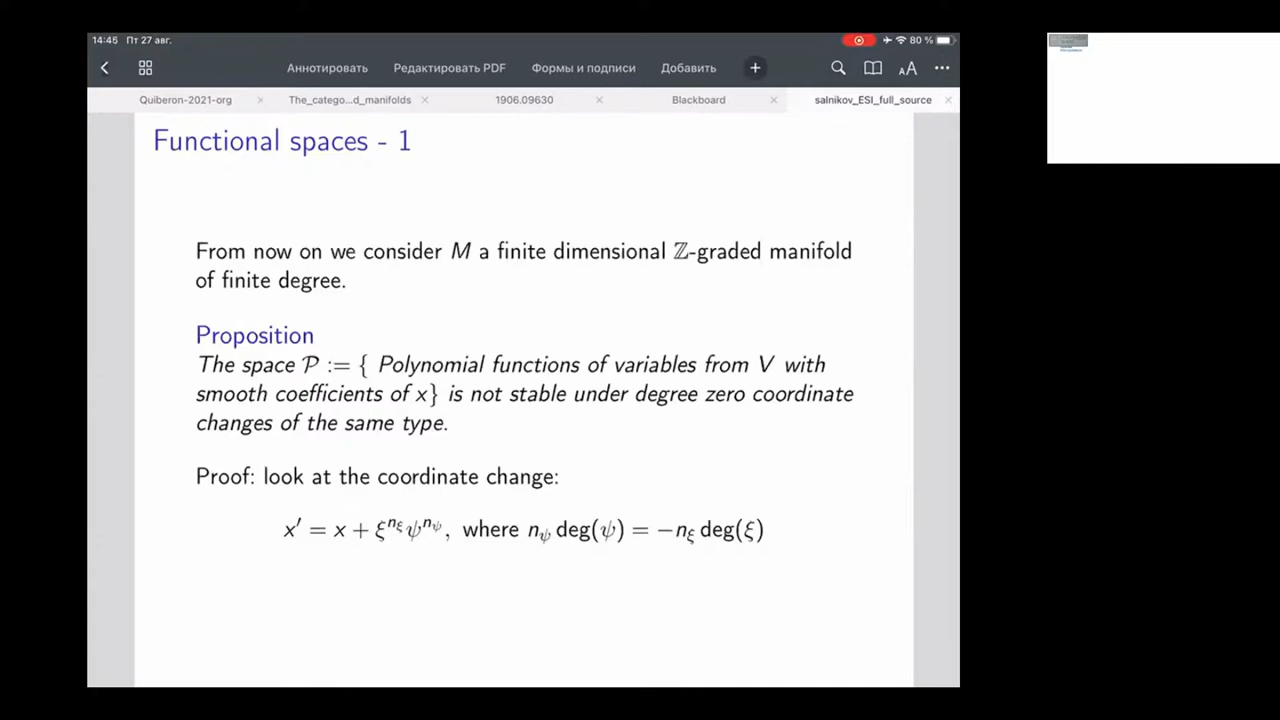 14:45 Пт 27 авг. 80 %
Аннотировать Редактировать PDF Формы и подписи Добавить + AА
Quiberon-2021-org × The_catego...d_manifolds × 1906.09630 × Blackboard × salnikov_ESI_full_source ×
Functional spaces - 1
From now on we consider M a finite dimensional ℤ-graded manifold
of finite degree.
Proposition
The space 𝒫 := { Polynomial functions of variables from V with
smooth coefficients of x} is not stable under degree zero coordinate
changes of the same type.
Proof: look at the coordinate change:
x′ = x + ξ^{n_ξ} ψ^{n_ψ}, where n_ψ deg(ψ) = −n_ξ deg(ξ)